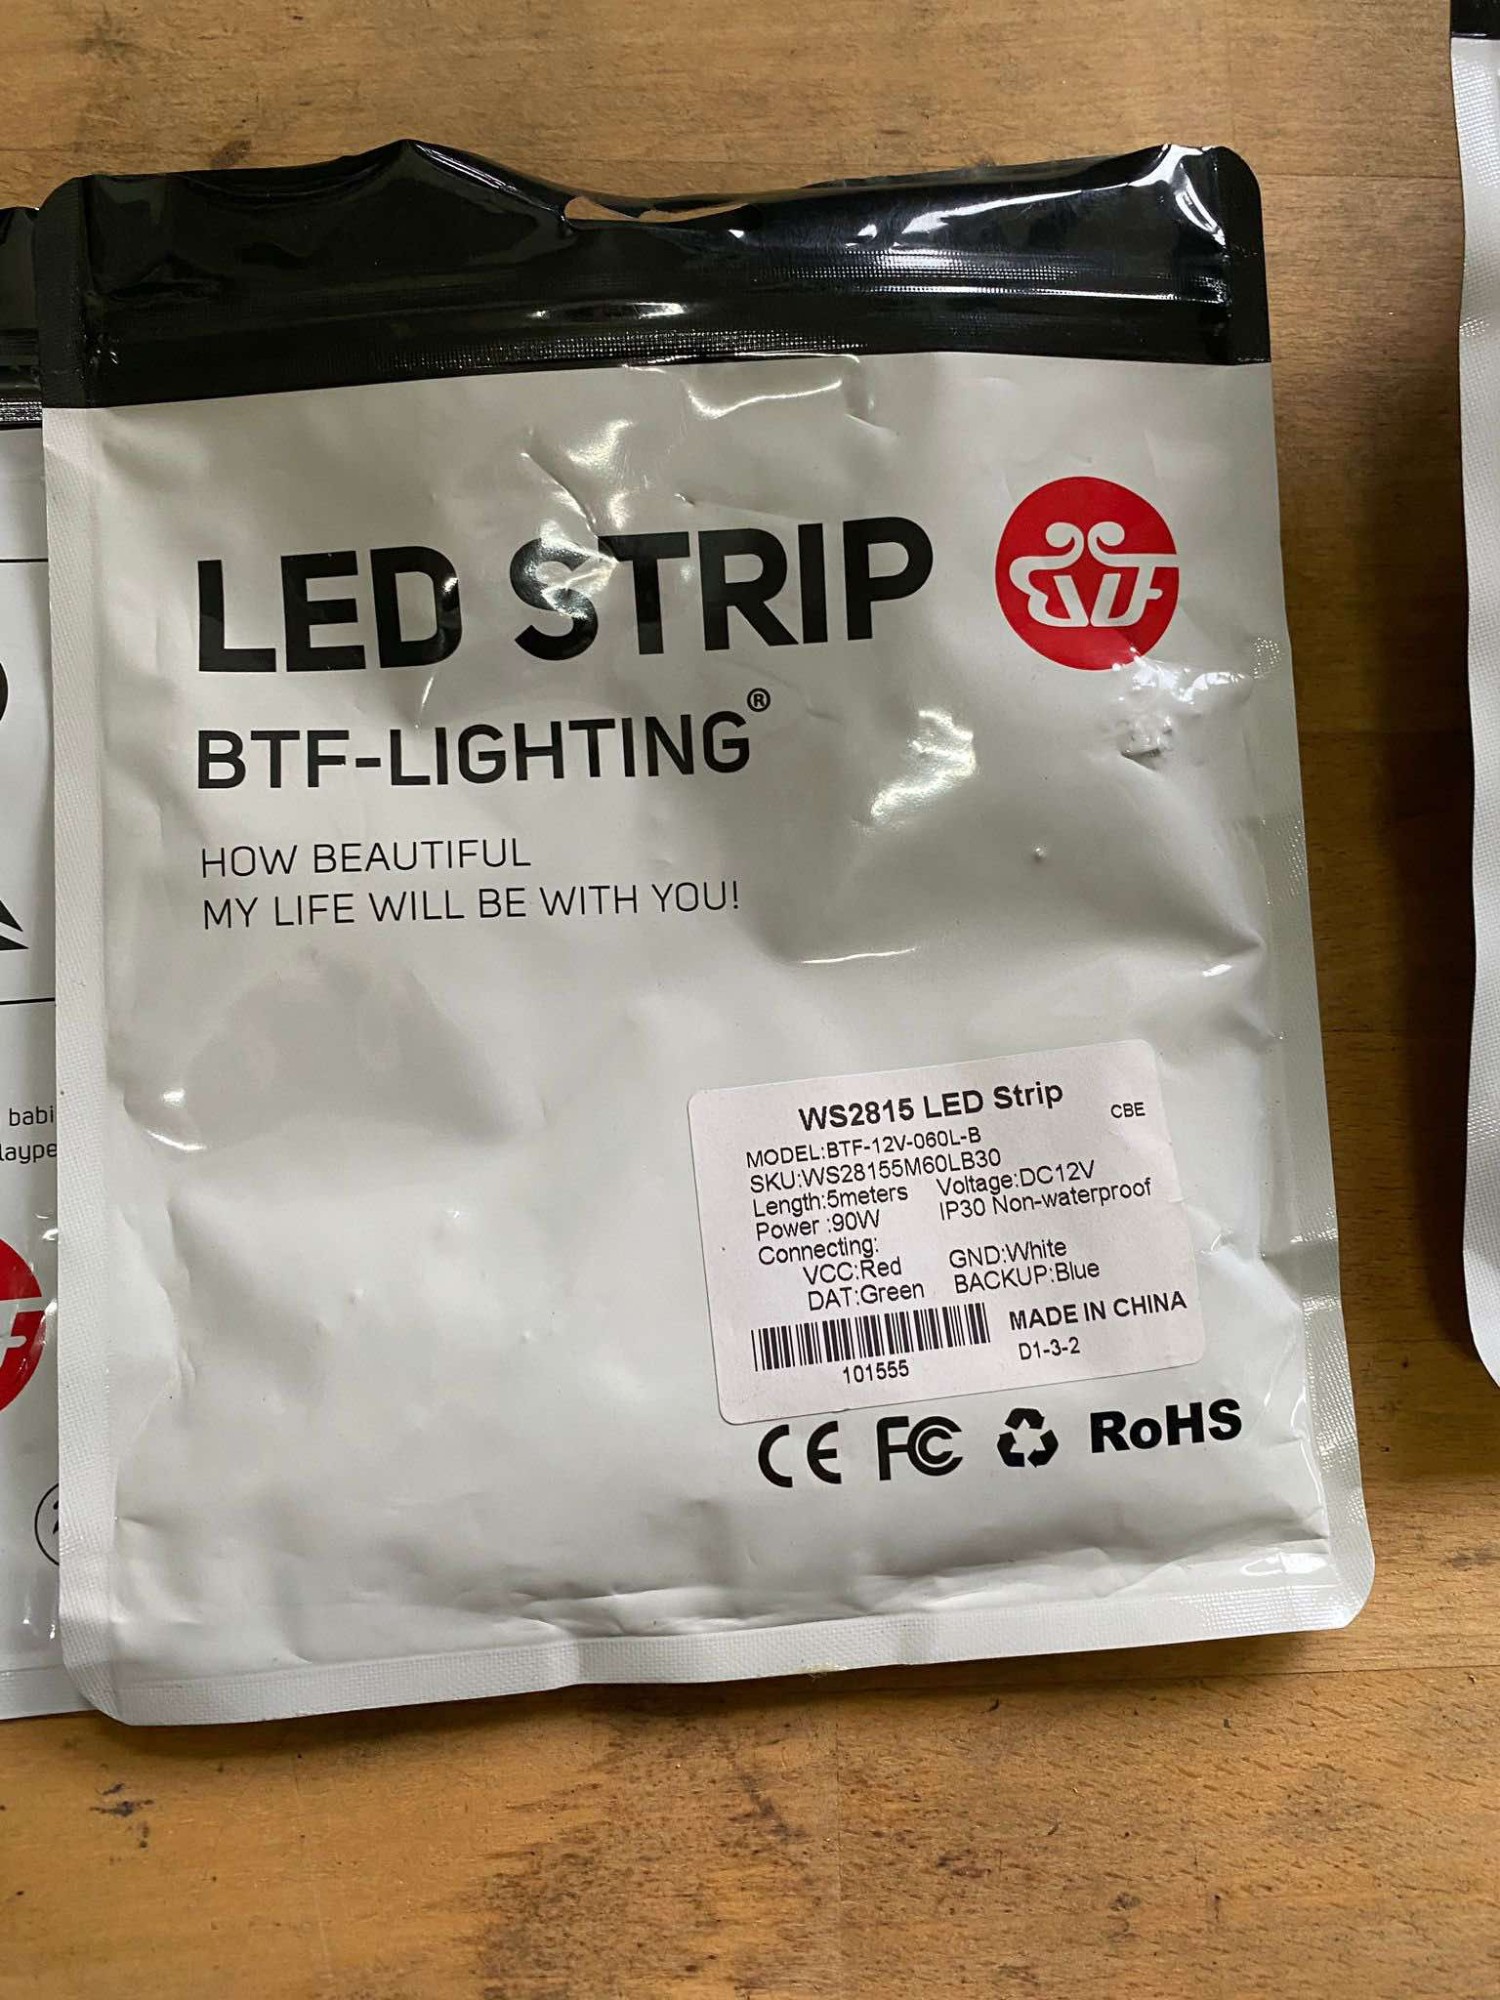 LED STRIP
BTF-LIGHTING®
HOW BEAUTIFUL
MY LIFE WILL BE WITH YOU!
WS2815 LED Strip
CBE
MODEL:BTF-12V-060L-B
SKU:WS28155M60LB30
Length:5meters Voltage:DC12V
Power :90W IP30 Non-waterproof
Connecting:
VCC:Red GND:White
DAT:Green BACKUP:Blue
101555
MADE IN CHINA
D1-3-2
CE FC RoHS
babi
laype